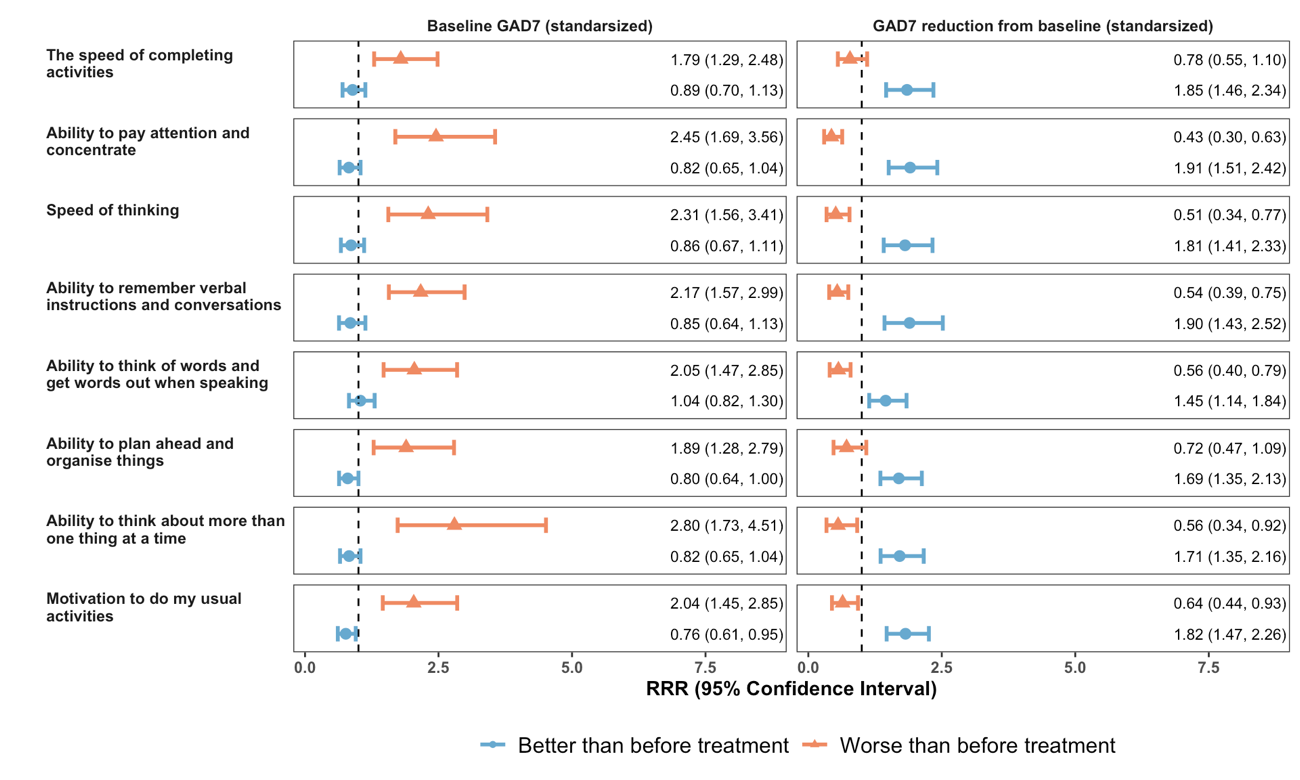 Baseline GAD7 (standarsized)
GAD7 reduction from baseline (standarsized)
The speed of completing
activities
1.79 (1.29, 2.48)
0.89 (0.70, 1.13)
0.78 (0.55, 1.10)
1.85 (1.46, 2.34)
Ability to pay attention and
concentrate
2.45 (1.69, 3.56)
0.82 (0.65, 1.04)
0.43 (0.30, 0.63)
1.91 (1.51, 2.42)
Speed of thinking
2.31 (1.56, 3.41)
0.86 (0.67, 1.11)
0.51 (0.34, 0.77)
1.81 (1.41, 2.33)
Ability to remember verbal
instructions and conversations
2.17 (1.57, 2.99)
0.85 (0.64, 1.13)
0.54 (0.39, 0.75)
1.90 (1.43, 2.52)
Ability to think of words and
get words out when speaking
2.05 (1.47, 2.85)
1.04 (0.82, 1.30)
0.56 (0.40, 0.79)
1.45 (1.14, 1.84)
Ability to plan ahead and
organise things
1.89 (1.28, 2.79)
0.80 (0.64, 1.00)
0.72 (0.47, 1.09)
1.69 (1.35, 2.13)
Ability to think about more than
one thing at a time
2.80 (1.73, 4.51)
0.82 (0.65, 1.04)
0.56 (0.34, 0.92)
1.71 (1.35, 2.16)
Motivation to do my usual
activities
2.04 (1.45, 2.85)
0.76 (0.61, 0.95)
0.64 (0.44, 0.93)
1.82 (1.47, 2.26)
0.0 2.5 5.0 7.5
0.0 2.5 5.0 7.5
RRR (95% Confidence Interval)
Better than before treatment
Worse than before treatment